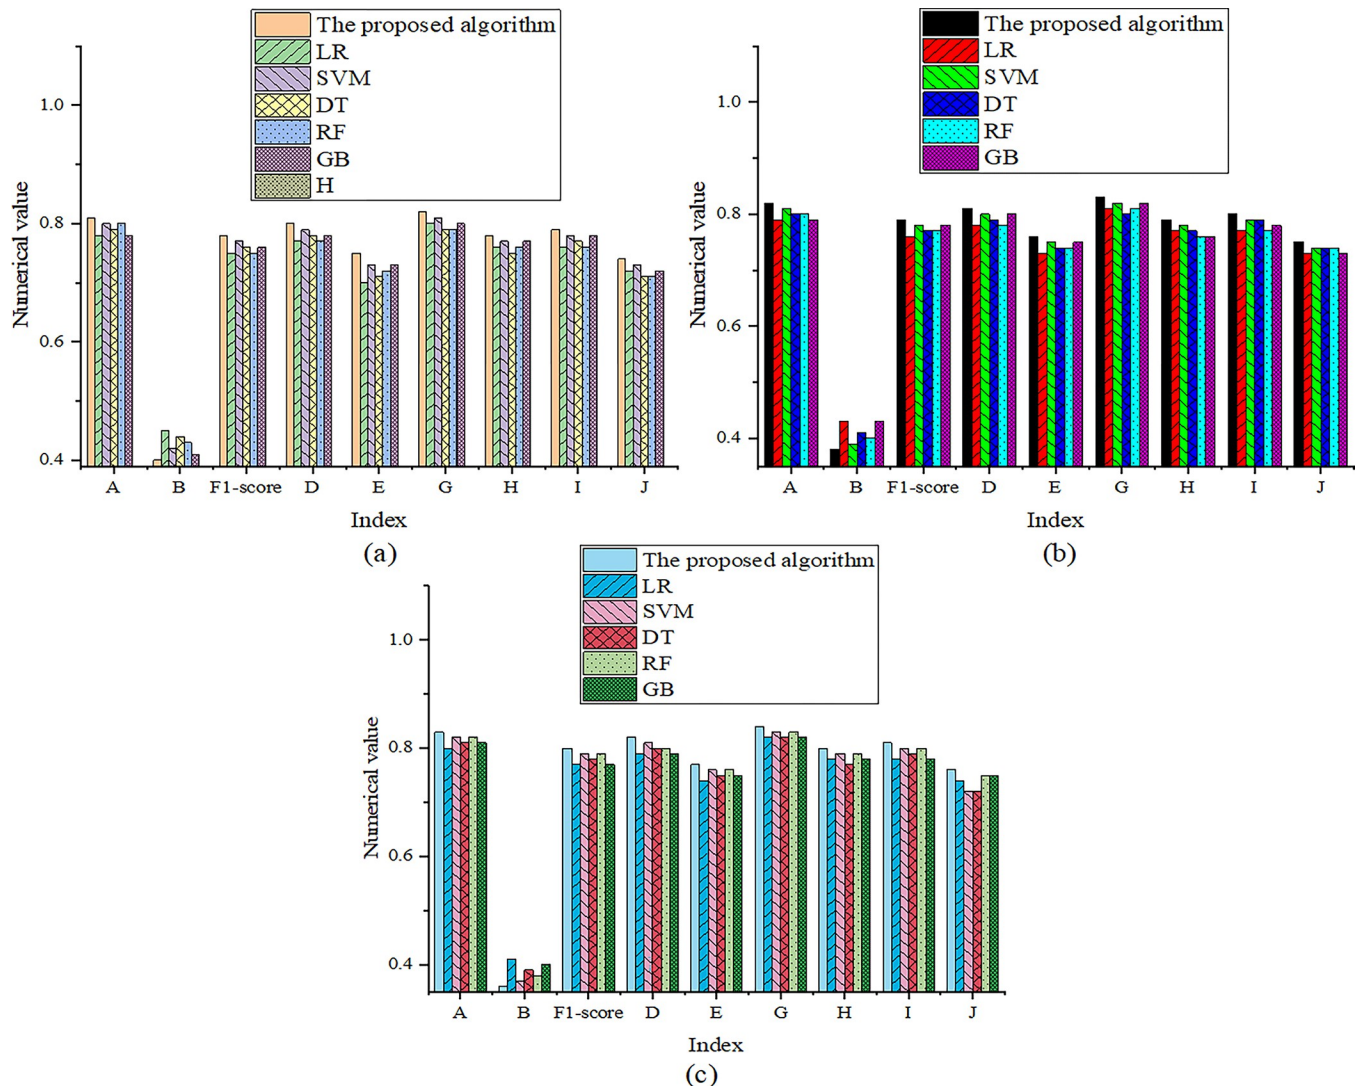 The proposed algorithm
LR
SVM
DT
RF
GB
H
Numerical value
1.0
0.8
0.6
0.4
A B F1-score D E G H I J
Index
(a)
The proposed algorithm
LR
SVM
DT
RF
GB
Numerical value
1.0
0.8
0.6
0.4
A B F1-score D E G H I J
Index
(b)
The proposed algorithm
LR
SVM
DT
RF
GB
Numerical value
1.0
0.8
0.6
0.4
A B F1-score D E G H I J
Index
(c)